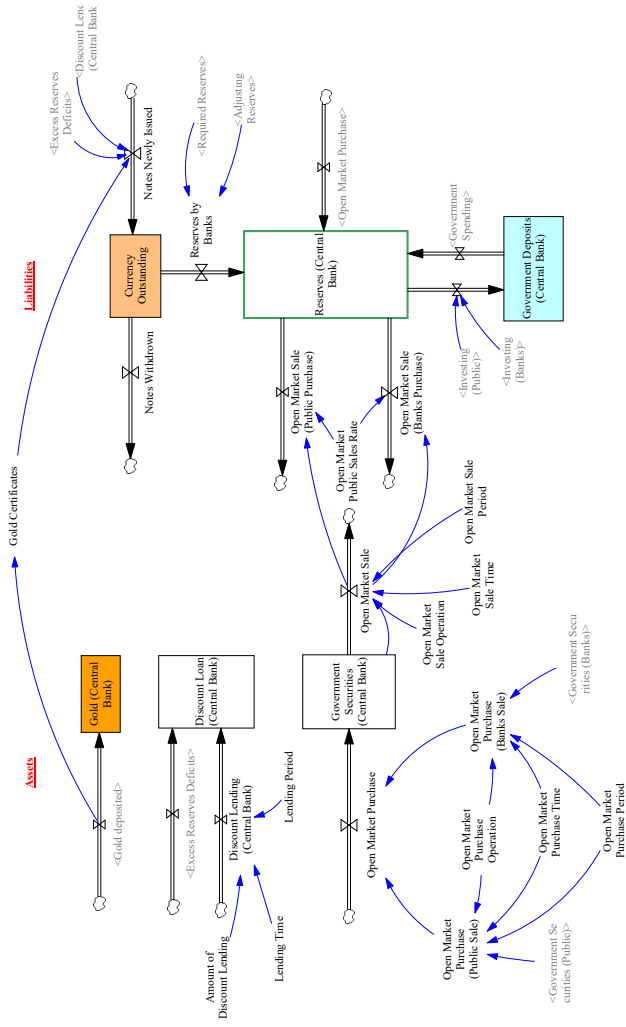 Assets
Liabilities
Gold Certificates
<Gold deposited>
Gold (Central
Bank)
<Excess Reserves Deficits>
Discount Loan
(Central Bank)
Discount Lending
(Central Bank)
Amount of
Discount Lending
Lending Time
Lending Period
Open Market Purchase
Government
Securities
(Central Bank)
Open Market Sale
Open Market
Sale Operation
Open Market
Sale Time
Open Market Sale
Period
Open Market
Purchase
(Public Sale)
Open Market
Purchase
Operation
Open Market
Purchase
(Banks Sale)
Open Market
Purchase Time
Open Market
Purchase Period
<Government Se
curities (Public)>
<Government Secu
rities (Banks)>
Notes Withdrown
Currency
Outstanding
Notes Newly Issued
<Excess Reserves
Deficits>
<Discount Lenc
(Central Bank
Reserves by
Banks
<Required Reserves>
<Adjusting
Reserves>
Open Market Sale
(Public Purchase)
Open Market
Public Sales Rate
Open Market Sale
(Banks Purchase)
Reserves (Central
Bank)
<Open Market Purchase>
<Investing
(Public)>
<Investing
(Banks)>
<Government
Spending>
Government Deposits
(Central Bank)